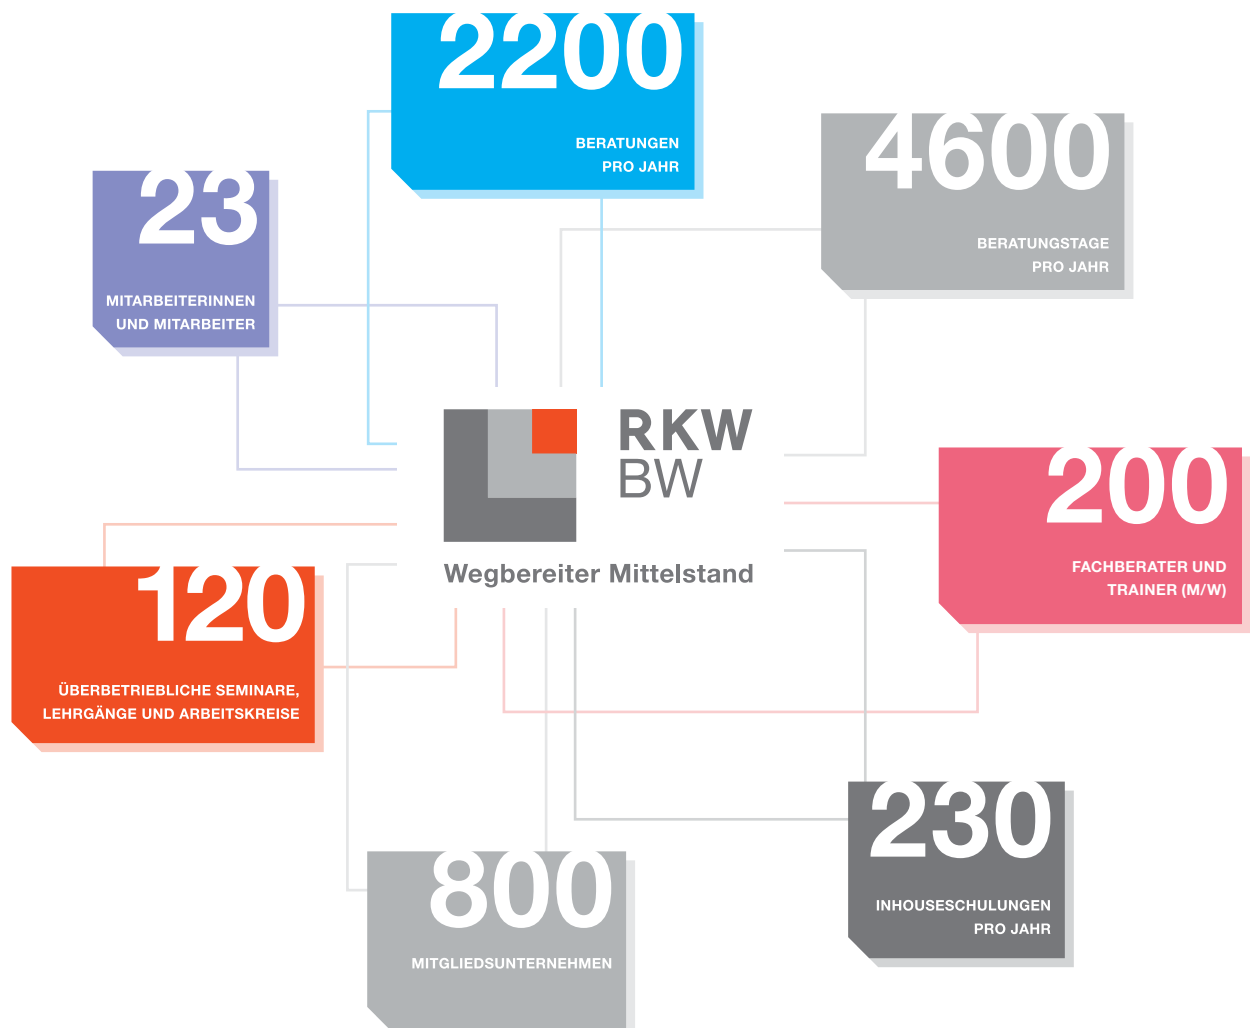 2200
BERATUNGEN
PRO JAHR
4600
BERATUNGSTAGE
PRO JAHR
23
MITARBEITERINNEN
UND MITARBEITER
RKW
BW
Wegbereiter Mittelstand
200
FACHBERATER UND
TRAINER (M/W)
120
ÜBERBETRIEBLICHE SEMINARE,
LEHRGÄNGE UND ARBEITSKREISE
230
INHOUSESCHULUNGEN
PRO JAHR
800
MITGLIEDSUNTERNEHMEN